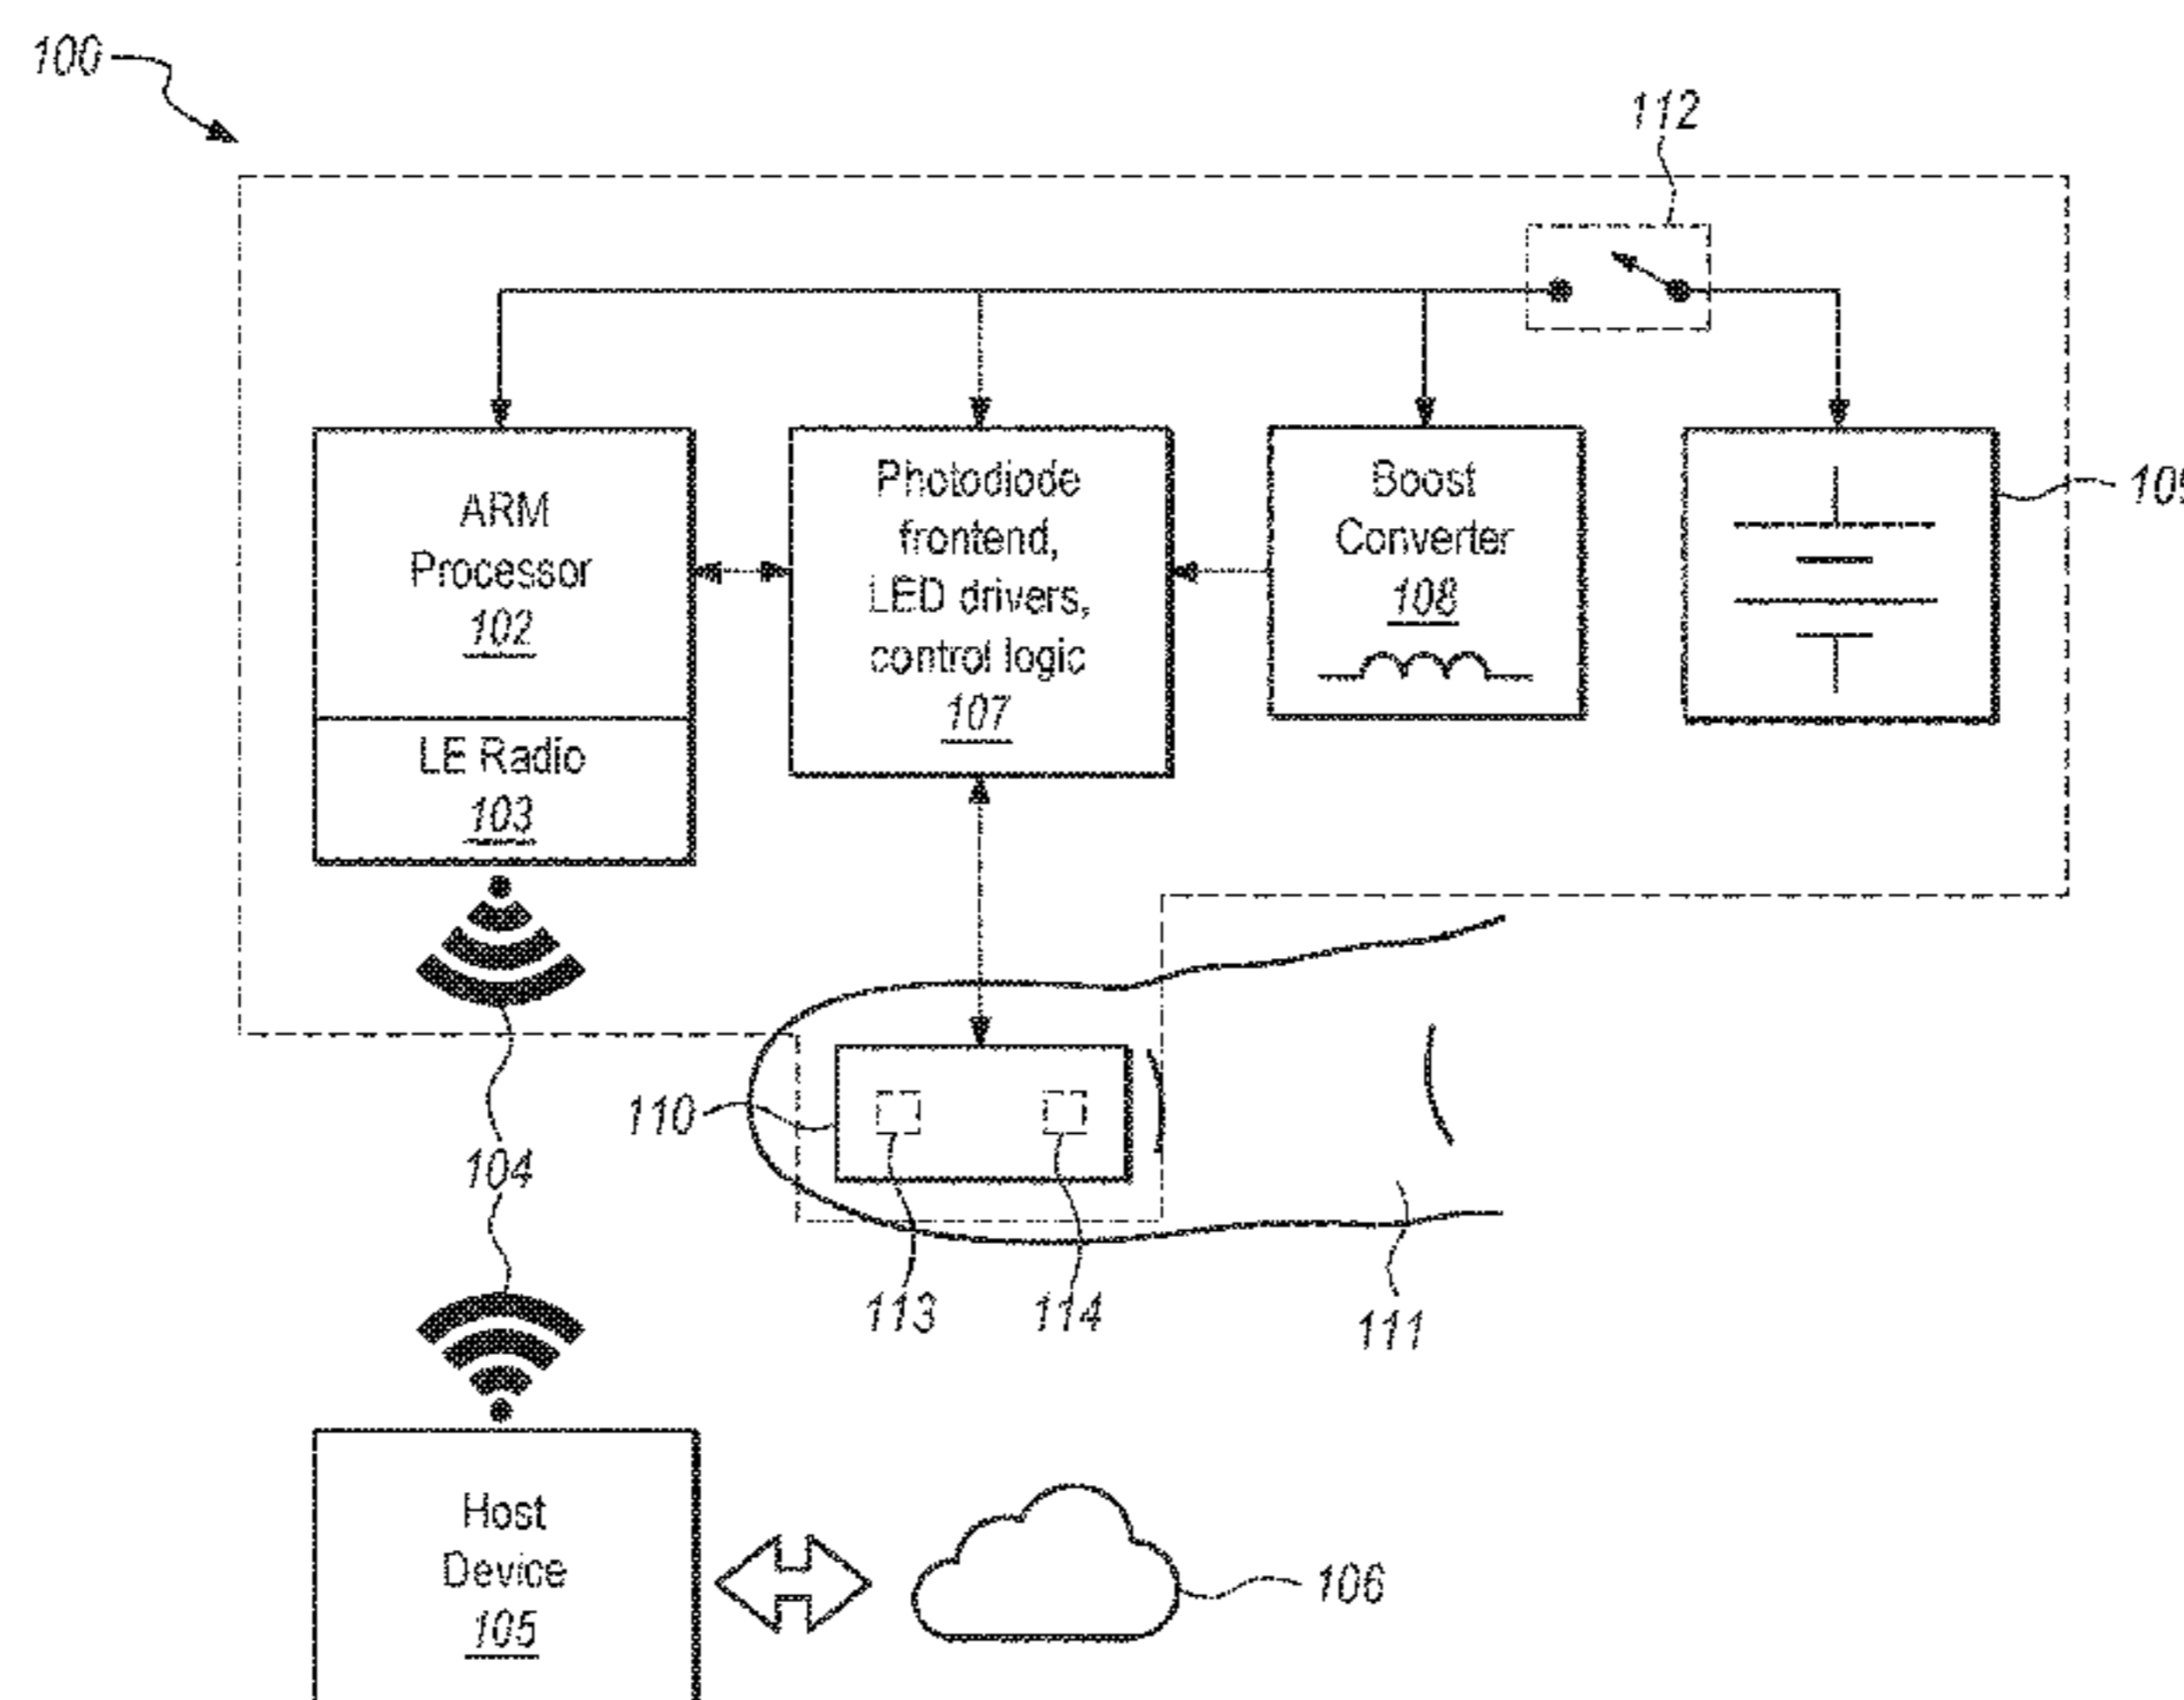 100
112
ARM
Processor
102
LE Radio
103
Photodiode
frontend,
LED drivers,
control logic
107
Boost
Converter
108
110
104
113
114
111
Host
Device
105
106